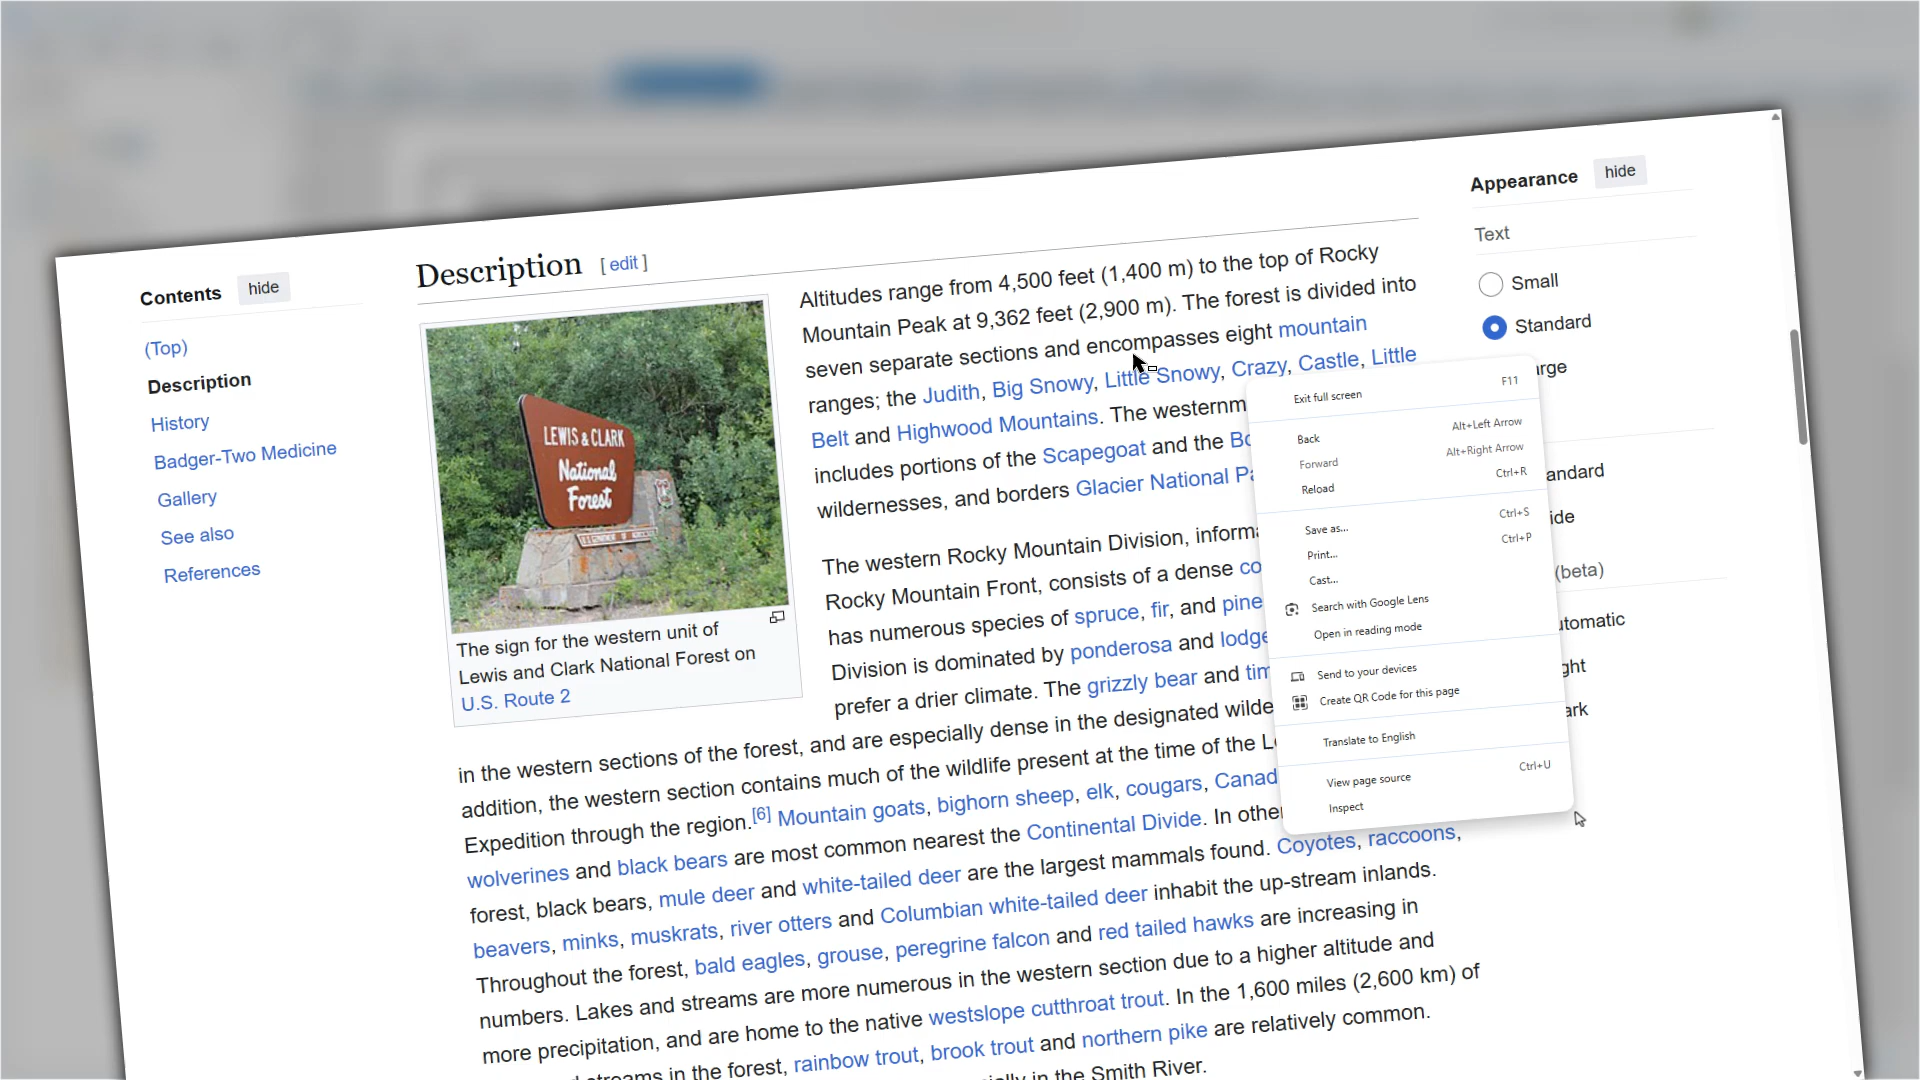 Contents hide
(Top)
Description
History
Badger-Two Medicine
Gallery
See also
References
Description [ edit ]
LEWIS & CLARK
National
Forest
The sign for the western unit of
Lewis and Clark National Forest on
U.S. Route 2
Altitudes range from 4,500 feet (1,400 m) to the top of Rocky
Mountain Peak at 9,362 feet (2,900 m). The forest is divided into
seven separate sections and encompasses eight mountain
ranges; the Judith, Big Snowy, Little Snowy, Crazy, Castle, Little
Belt and Highwood Mountains. The westernm
includes portions of the Scapegoat and the Bo
wildernesses, and borders Glacier National Pa
The western Rocky Mountain Division, informa
Rocky Mountain Front, consists of a dense co
has numerous species of spruce, fir, and pine
Division is dominated by ponderosa and lodge
prefer a drier climate. The grizzly bear and tim
in the western sections of the forest, and are especially dense in the designated wilde
addition, the western section contains much of the wildlife present at the time of the L
Expedition through the region.[6] Mountain goats, bighorn sheep, elk, cougars, Canad
wolverines and black bears are most common nearest the Continental Divide. In other
forest, black bears, mule deer and white-tailed deer are the largest mammals found. Coyotes, raccoons,
beavers, minks, muskrats, river otters and Columbian white-tailed deer inhabit the up-stream inlands.
Throughout the forest, bald eagles, grouse, peregrine falcon and red tailed hawks are increasing in
numbers. Lakes and streams are more numerous in the western section due to a higher altitude and
more precipitation, and are home to the native westslope cutthroat trout. In the 1,600 miles (2,600 km) of
streams in the forest, rainbow trout, brook trout and northern pike are relatively common.
in the Smith River.
Appearance hide
Text
Small
Standard
arge
andard
ide
(beta)
utomatic
ght
ark
Exit full screen F11
Back Alt+Left Arrow
Forward Alt+Right Arrow
Reload Ctrl+R
Save as... Ctrl+S
Print... Ctrl+P
Cast...
Search with Google Lens
Open in reading mode
Send to your devices
Create QR Code for this page
Translate to English
View page source Ctrl+U
Inspect